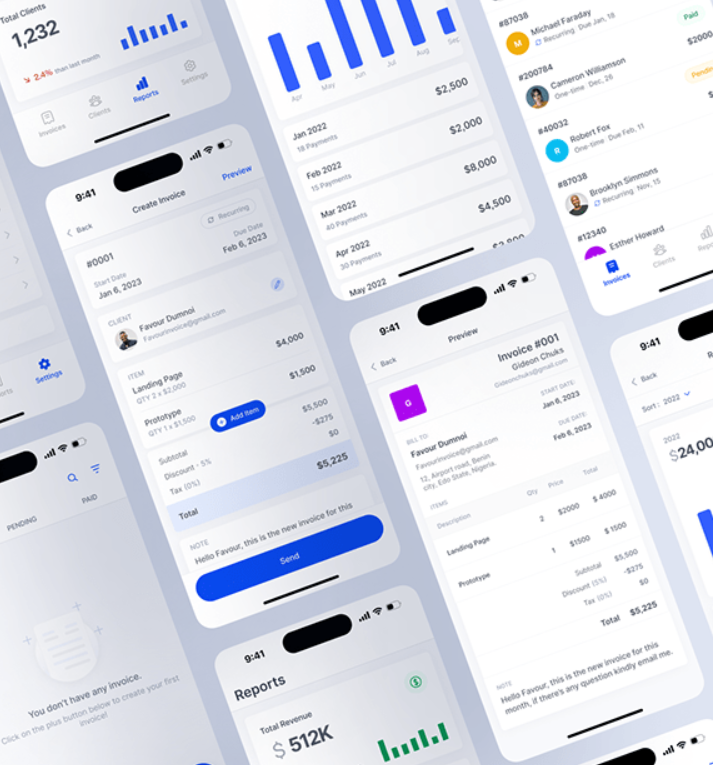 Total Clients
1,232
2.4% than last month
Invoices
Clients
Reports
Settings
Apr
May
Jun
Jul
Aug
Sec
Jan 2022
18 Payments
$2,500
Feb 2022
15 Payments
$2,000
Mar 2022
40 Payments
$8,000
Apr 2022
30 Payments
$4,500
May 2022
#87038
M
Michael Faraday
Recurring · Due Jan, 18
Paid
#200784
Cameron Williamson
One-time · Dec, 26
$2000
#40032
R
Robert Fox
One-time · Due Feb, 11
#87038
Brooklyn Simmons
Recurring · Nov, 15
#12340
Esther Howard
Invoices
Clients
9:41
Back
Create Invoice
Preview
#0001
Recurring
Start Date
Jan 6, 2023
Due Date
Feb 6, 2023
CLIENT
Favour Dumnoi
Favourinvoice@gmail.com
ITEM
Landing Page
QTY 2 x $2,000
$4,000
Prototype
QTY 1 x $1,500
$1,500
Add Item
Subtotal
$5,500
Discount - 5%
-$275
Tax (0%)
$0
Total
$5,225
NOTE
Hello Favour, this is the new invoice for this
Send
9:41
Back
Preview
G
Invoice #001
Gideon Chuks
Gideonchuks@gmail.com
BILL TO:
Favour Dumnoi
Favourinvoice@gmail.com
12, Airport road, Benin
city, Edo State, Nigeria.
START DATE:
Jan 6, 2023
DUE DATE:
Feb 6, 2023
ITEMS
Description
Qty
Price
Total
Landing Page
2
$2000
$ 4000
Prototype
1
$1500
$ 1500
Subtotal
$5,500
Discount (5%)
-$275
Tax (0%)
$0
Total
$5,225
NOTE
Hello Favour, this is the new invoice for this
month, if there's any question kindly email me.
9:41
Back
Sort : 2022
2022
$24,00
Settings
PENDING
PAID
You don't have any invoice.
Click on the plus button below to create your first
invoice!
9:41
Reports
Total Revenue
$ 512K
9:41